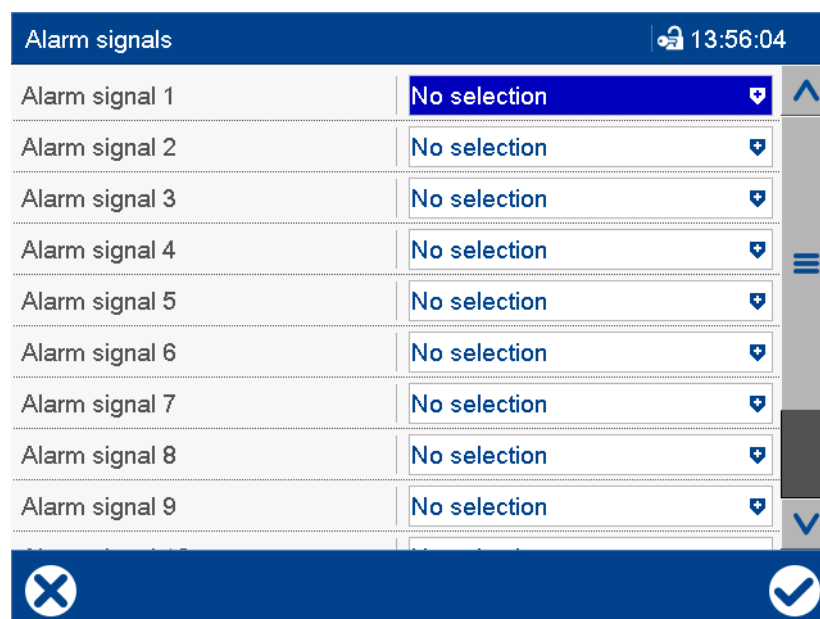 Alarm signals 13:56:04
Alarm signal 1 No selection
Alarm signal 2 No selection
Alarm signal 3 No selection
Alarm signal 4 No selection
Alarm signal 5 No selection
Alarm signal 6 No selection
Alarm signal 7 No selection
Alarm signal 8 No selection
Alarm signal 9 No selection